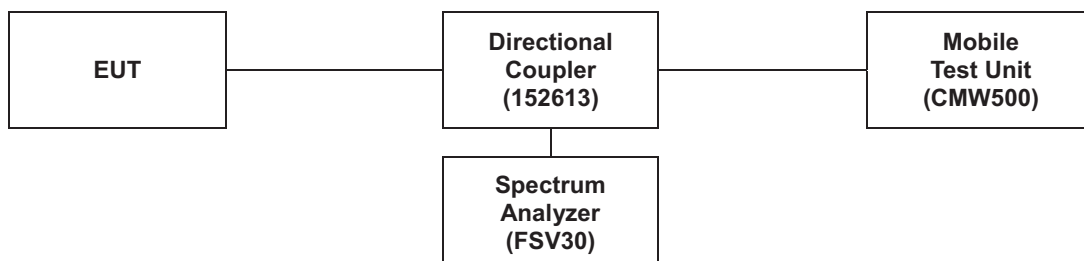 EUT
Directional
Coupler
(152613)
Mobile
Test Unit
(CMW500)
Spectrum
Analyzer
(FSV30)